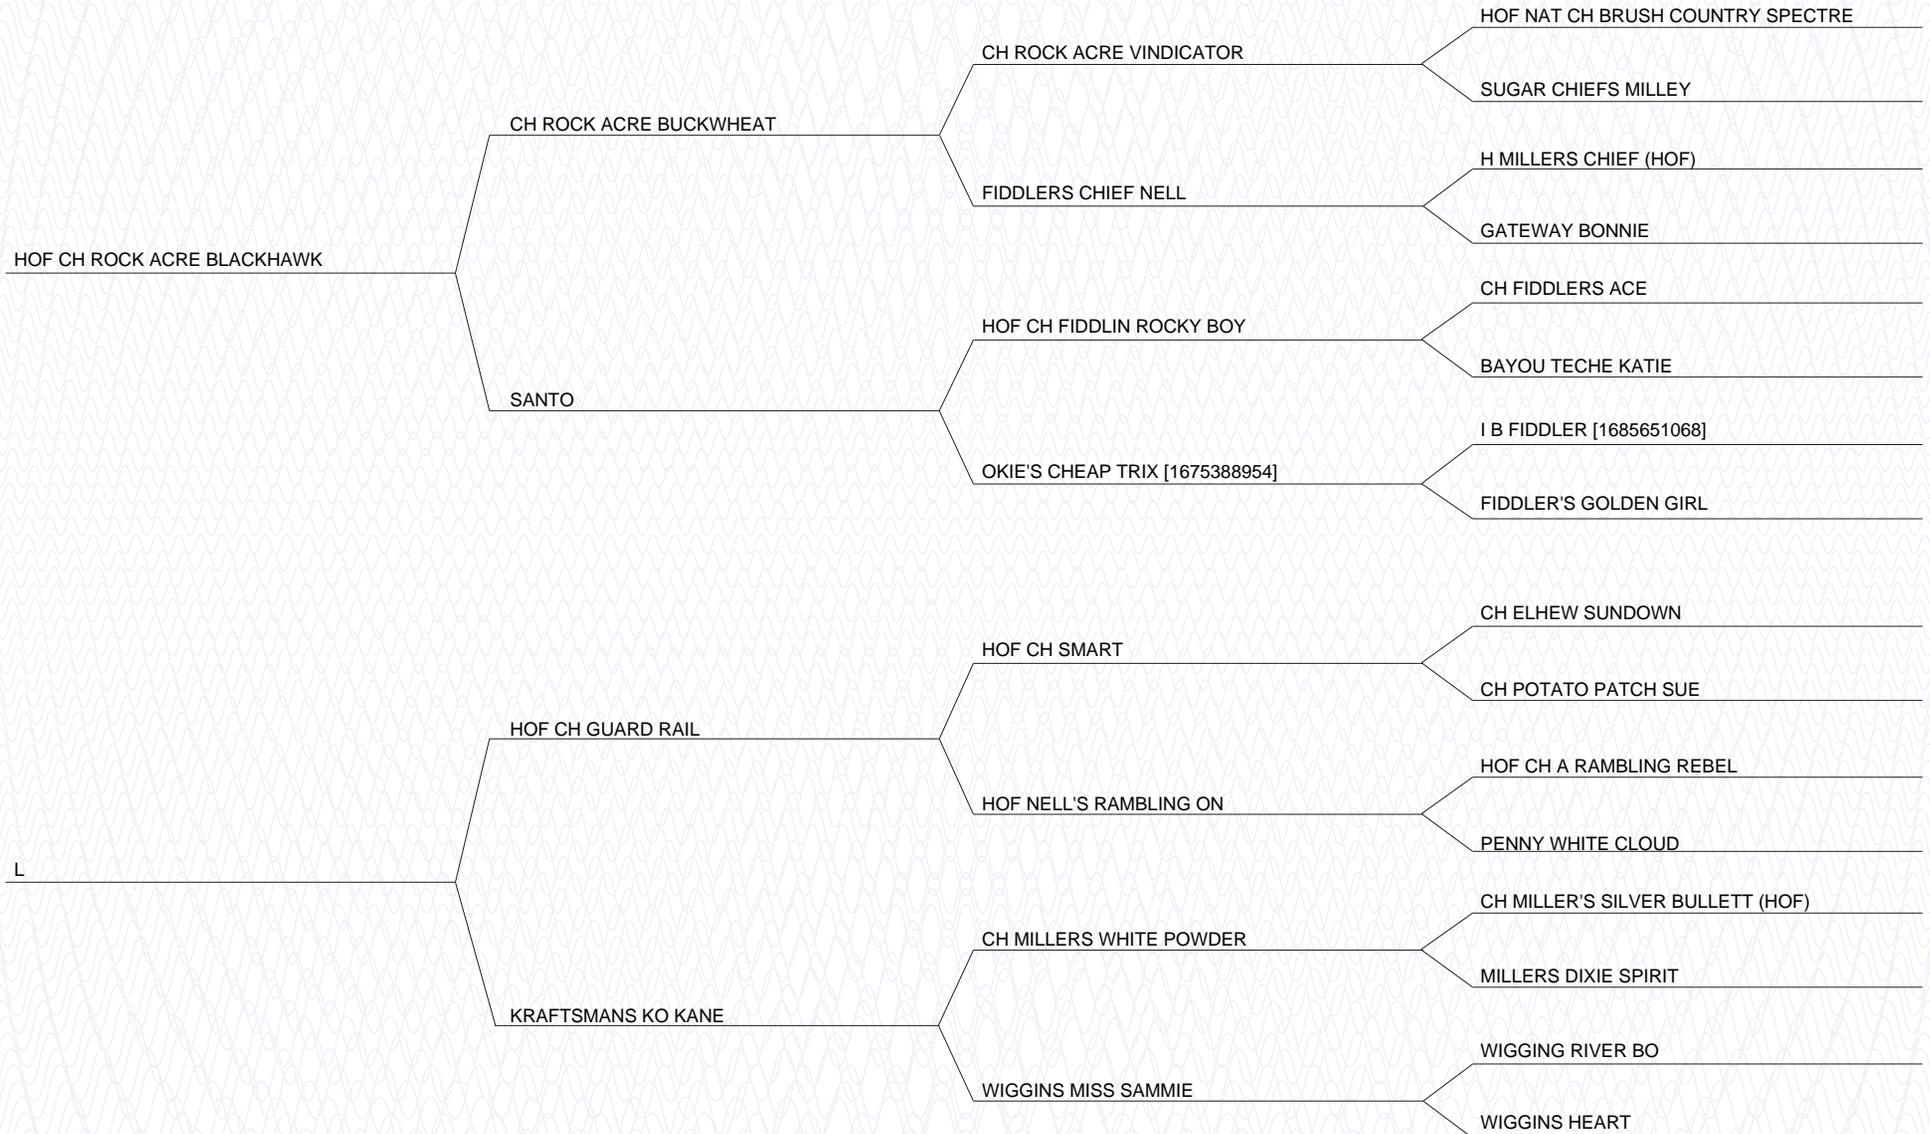 HOF NAT CH BRUSH COUNTRY SPECTRE
CH ROCK ACRE VINDICATOR
SUGAR CHIEFS MILLEY
CH ROCK ACRE BUCKWHEAT
H MILLERS CHIEF (HOF)
FIDDLERS CHIEF NELL
GATEWAY BONNIE
HOF CH ROCK ACRE BLACKHAWK
CH FIDDLERS ACE
HOF CH FIDDLIN ROCKY BOY
BAYOU TECHE KATIE
SANTO
I B FIDDLER [1685651068]
OKIE'S CHEAP TRIX [1675388954]
FIDDLER'S GOLDEN GIRL
CH ELHEW SUNDOWN
HOF CH SMART
CH POTATO PATCH SUE
HOF CH GUARD RAIL
HOF CH A RAMBLING REBEL
HOF NELL'S RAMBLING ON
PENNY WHITE CLOUD
L
CH MILLER'S SILVER BULLETT (HOF)
CH MILLERS WHITE POWDER
MILLERS DIXIE SPIRIT
KRAFTSMANS KO KANE
WIGGING RIVER BO
WIGGINS MISS SAMMIE
WIGGINS HEART